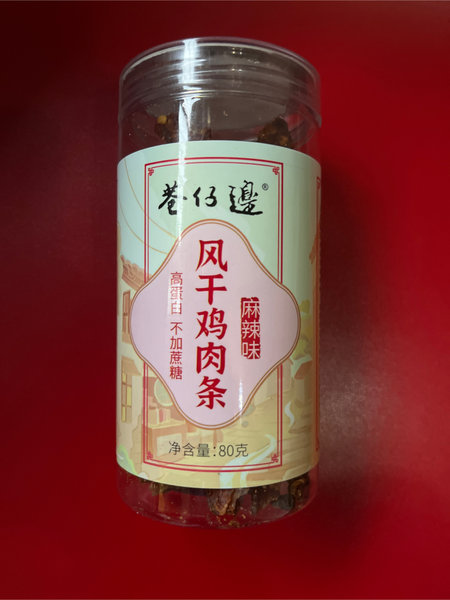 巷仔邊®
风干鸡肉条
高蛋白 不加蔗糖
麻辣味
净含量:80克